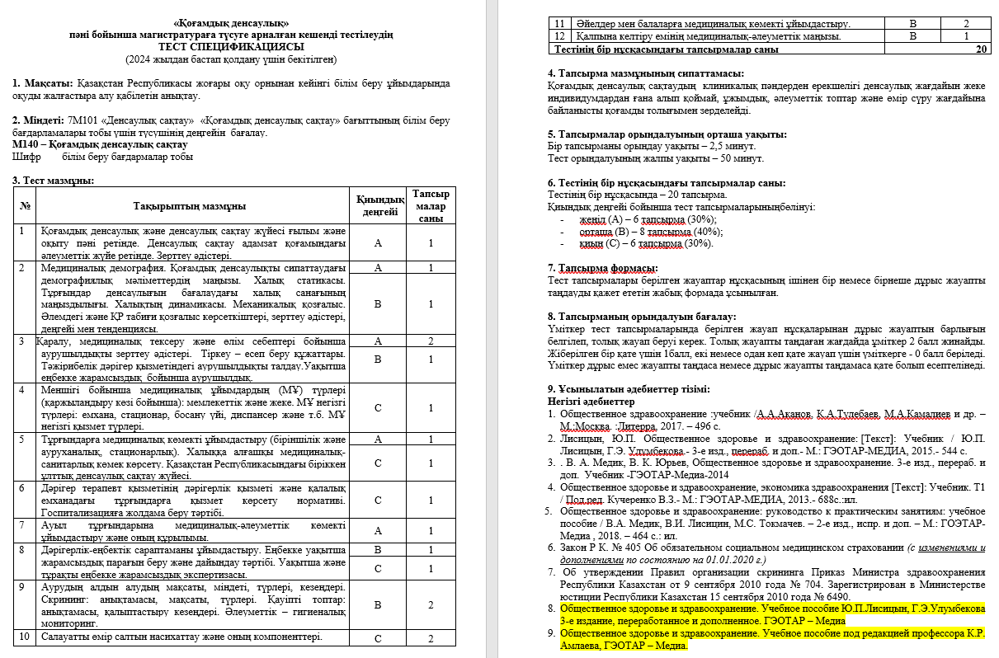 «Қоғамдық денсаулық»
пәні бойынша магистратураға түсуге арналған кешенді тестілеудің
ТЕСТ СПЕЦИФИКАЦИЯСЫ
(2024 жылдан бастап қолдану үшін бекітілген)
1. Мақсаты: Қазақстан Республикасы жоғары оқу орнынан кейінгі білім беру ұйымдарында
оқуды жалғастыра алу қабілетін анықтау.
2. Міндеті: 7М101 «Денсаулық сақтау» «Қоғамдық денсаулық сақтау» бағыттының білім беру
бағдарламалары тобы үшін түсушінің деңгейін бағалау.
М140 – Қоғамдық денсаулық сақтау
Шифр білім беру бағдармалар тобы
3. Тест мазмұны:
№ Тақырыптың мазмұны Қиындық деңгейі Тапсыр малар саны
1 Қоғамдық денсаулық және денсаулық сақтау жүйесі ғылым және
оқыту пәні ретінде. Денсаулық сақтау адамзат қоғамындағы
әлеуметтік жүйе ретінде. Зерттеу әдістері.
А 1
2 Медициналық демография. Қоғамдық денсаулықты сипаттаудағы
демографиялық мәліметтердің маңызы. Халық статикасы.
Тұрғындар денсаулығын бағалаудағы халық санағының
маңыздылығы. Халықтың динамикасы. Механикалық қозғалыс.
Әлемдегі және ҚР табиғи қозғалыс көрсеткіштері, зерттеу әдістері,
деңгейі мен тенденциясы.
А 1
В 1
3 Қаралу, медициналық тексеру және өлім себептері бойынша
аурушылдықты зерттеу әдістері. Тіркеу – есеп беру құжаттары.
Тәжірибелік дәрігер қызметіндегі аурушылдықты талдау.Уақытша
еңбекке жарамсыздық бойынша аурушылдық.
А 2
В 1
4 Меншігі бойынша медициналық ұйымдардың (МҰ) түрлері
(қаржыландыру көзі бойынша): мемлекеттік және жеке. МҰ негізгі
түрлері: емхана, стационар, босану үйі, диспансер және т.б. МҰ
негізгі қызмет түрлері.
С 1
5 Тұрғындарға медициналық көмекті ұйымдастыру (біріншілік және
ауруханалық, стационарлық). Халыққа алғашқы медициналық-
санитарлық көмек көрсету. Қазақстан Республикасындағы біріккен
ұлттық денсаулық сақтау жүйесі.
А 1
С 1
6 Дәрігер терапевт қызметінің дәрігерлік қызметі және қалалық
емханадағы тұрғындарға қызмет көрсету нормативі.
Госпитализацияға жолдама беру тәртібі.
С 1
7 Ауыл тұрғындарына медициналық-әлеуметтік көмекті
ұйымдастыру және оның құрылымы.
А 1
8 Дәрігерлік-еңбектік сараптаманы ұйымдастыру. Еңбекке уақытша
жарамсыздық парағын беру және дайындау тәртібі. Уақытша және
тұрақты еңбекке жарамсыздық экспертизасы.
В 1
С 1
9 Аурудың алдын алудың мақсаты, міндеті, түрлері, кезеңдері.
Скрининг: анықтамасы, мақсаты, түрлері. Қауіпті топтар:
анықтамасы, қалыптастыру кезеңдері. Әлеуметтік – гигиеналық
мониторинг.
В 2
10 Салауатты өмір салтын насихаттау және оның компоненттері. С 2
11 Әйелдер мен балаларға медициналық көмекті ұйымдастыру. В 2
12 Қалпына келтіру емінің медициналық-әлеуметтік маңызы. В 1
Тестінің бір нұсқасындағы тапсырмалар саны 20
4. Тапсырма мазмұнының сипаттамасы:
Қоғамдық денсаулық сақтаудың клиникалық пәндерден ерекшелігі денсаулық жағдайын жеке
индивидумдардан ғана алып қоймай, ұжымдық, әлеуметтік топтар және өмір сүру жағдайына
байланысты қоғамды толығымен зерделейді.
5. Тапсырмалар орындалуының орташа уақыты:
Бір тапсырманы орындау уақыты – 2,5 минут.
Тест орындалуының жалпы уақыты – 50 минут.
6. Тестінің бір нұсқасындағы тапсырмалар саны:
Тестінің бір нұсқасында – 20 тапсырма.
Қиындық деңгейі бойынша тест тапсырмаларыныңбөлінуі:
- жеңіл (А) – 6 тапсырма (30%);
- орташа (В) – 8 тапсырма (40%);
- қиын (С) – 6 тапсырма (30%).
7. Тапсырма формасы:
Тест тапсырмалары берілген жауаптар нұсқасының ішінен бір немесе бірнеше дұрыс жауапты
таңдауды қажет ететін жабық формада ұсынылған.
8. Тапсырманың орындалуын бағалау:
Үміткер тест тапсырмаларында берілген жауап нұсқаларынан дұрыс жауаптын барлығын
белгілеп, толық жауап беруі керек. Толық жауапты таңдаған жағдайда үміткер 2 балл жинайды.
Жіберілген бір қате үшін 1балл, екі немесе одан көп қате жауап үшін үміткерге - 0 балл беріледі.
Үміткер дұрыс емес жауапты таңдаса немесе дұрыс жауапты таңдамаса қате болып есептелінеді.
9. Ұсынылатын әдебиеттер тізімі:
Негізгі әдебиеттер
1. Общественное здравоохранение :учебник /А.А.Аканов, К.А.Тулебаев, М.А.Камалиев и др. –
М.:Москва. :Литерра, 2017. – 496 с.
2. Лисицын, Ю.П. Общественное здоровье и здравоохранение: [Текст]: Учебник / Ю.П.
Лисицын, Г.Э. Улумбекова.- 3-е изд., перераб. и доп.- М.: ГЭОТАР-МЕДИА, 2015.- 544 с.
3. . В. А. Медик, В. К. Юрьев, Общественное здоровье и здравоохранение. 3-е изд., перераб. и
доп. Учебник -ГЭОТАР-Медиа-2014
4. Общественное здоровье и здравоохранение, экономика здравоохранения [Текст]: Учебник. Т1
/ Под.ред. Кучеренко В.З.- М.: ГЭОТАР-МЕДИА, 2013.- 688с.:ил.
5. Общественное здоровье и здравоохранение: руководство к практическим занятиям: учебное
пособие / В.А. Медик, В.И. Лисицин, М.С. Токмачев. – 2-е изд., испр. и доп. – М.: ГОЭТАР-
Медиа , 2018. – 464 с.: ил.
6. Закон Р К. № 405 Об обязательном социальном медицинском страховании (с изменениями и
дополнениями по состоянию на 01.01.2020 г.)
7. Об утверждении Правил организации скрининга Приказ Министра здравоохранения
Республики Казахстан от 9 сентября 2010 года № 704. Зарегистрирован в Министерстве
юстиции Республики Казахстан 15 сентября 2010 года № 6490.
8. Общественное здоровье и здравоохранение. Учебное пособие Ю.П.Лисицын, Г.Э.Улумбекова
3-е издание, переработанное и дополненное. ГЭОТАР – Медиа
9. Общественное здоровье и здравоохранение. Учебное пособие под редакцией профессора К.Р.
Амлаева, ГЭОТАР – Медиа.